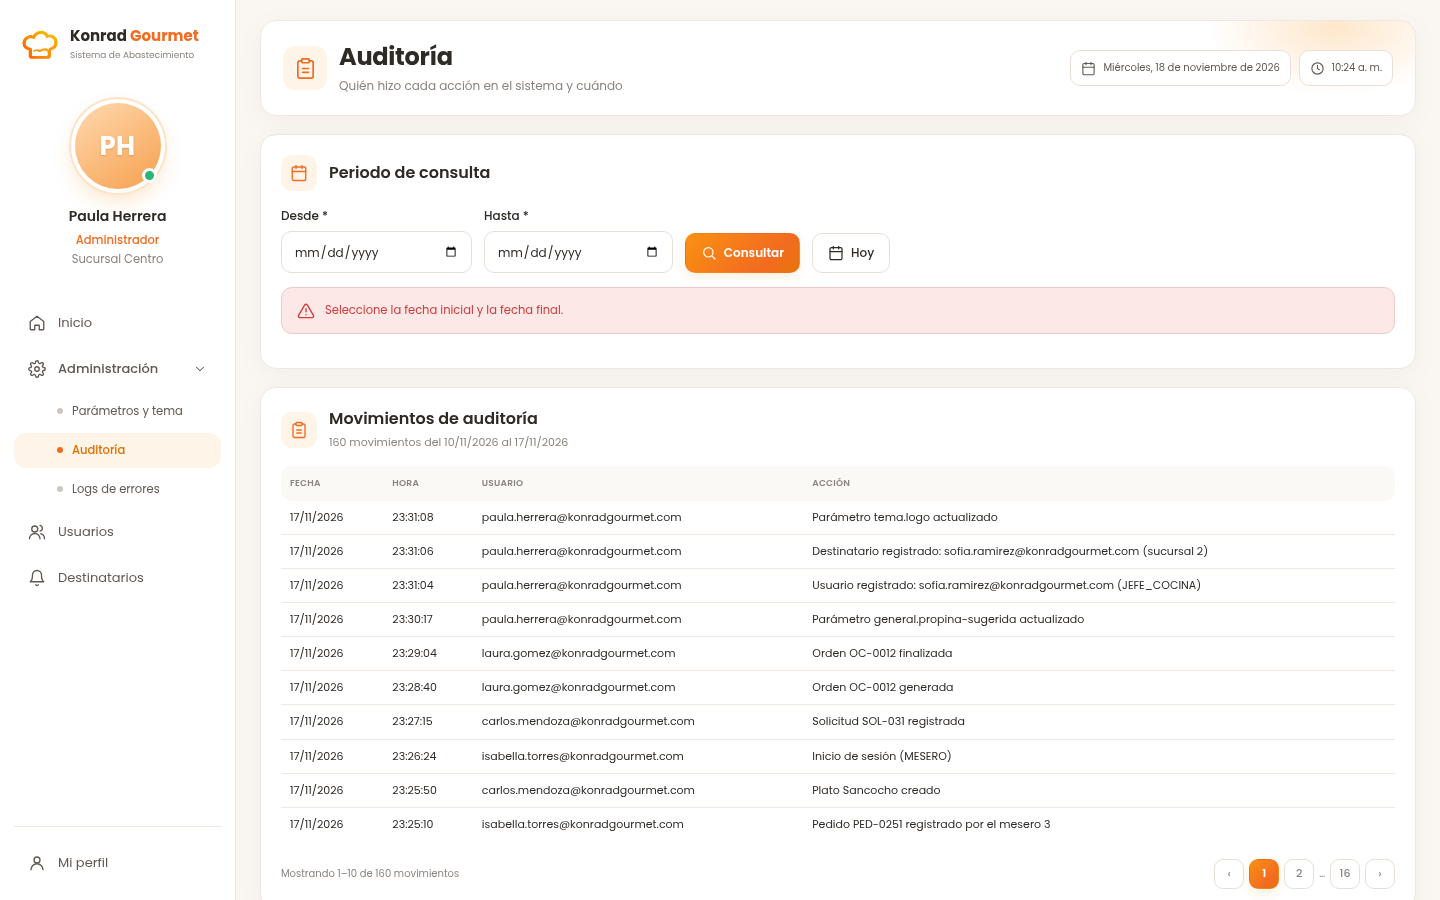 Konrad Gourmet
Sistema de Abastecimiento
PH
Paula Herrera
Administrador
Sucursal Centro
Inicio
Administración
Parámetros y tema
Auditoría
Logs de errores
Usuarios
Destinatarios
Mi perfil
Auditoría
Quién hizo cada acción en el sistema y cuándo
Miércoles, 18 de noviembre de 2026
10:24 a. m.
Periodo de consulta
Desde *
Hasta *
mm/dd/yyyy
mm/dd/yyyy
Consultar
Hoy
Seleccione la fecha inicial y la fecha final.
Movimientos de auditoría
160 movimientos del 10/11/2026 al 17/11/2026
FECHA HORA USUARIO ACCIÓN
17/11/2026 23:31:08 paula.herrera@konradgourmet.com Parámetro tema.logo actualizado
17/11/2026 23:31:06 paula.herrera@konradgourmet.com Destinatario registrado: sofia.ramirez@konradgourmet.com (sucursal 2)
17/11/2026 23:31:04 paula.herrera@konradgourmet.com Usuario registrado: sofia.ramirez@konradgourmet.com (JEFE_COCINA)
17/11/2026 23:30:17 paula.herrera@konradgourmet.com Parámetro general.propina-sugerida actualizado
17/11/2026 23:29:04 laura.gomez@konradgourmet.com Orden OC-0012 finalizada
17/11/2026 23:28:40 laura.gomez@konradgourmet.com Orden OC-0012 generada
17/11/2026 23:27:15 carlos.mendoza@konradgourmet.com Solicitud SOL-031 registrada
17/11/2026 23:26:24 isabella.torres@konradgourmet.com Inicio de sesión (MESERO)
17/11/2026 23:25:50 carlos.mendoza@konradgourmet.com Plato Sancocho creado
17/11/2026 23:25:10 isabella.torres@konradgourmet.com Pedido PED-0251 registrado por el mesero 3
Mostrando 1–10 de 160 movimientos
‹ 1 2 … 16 ›